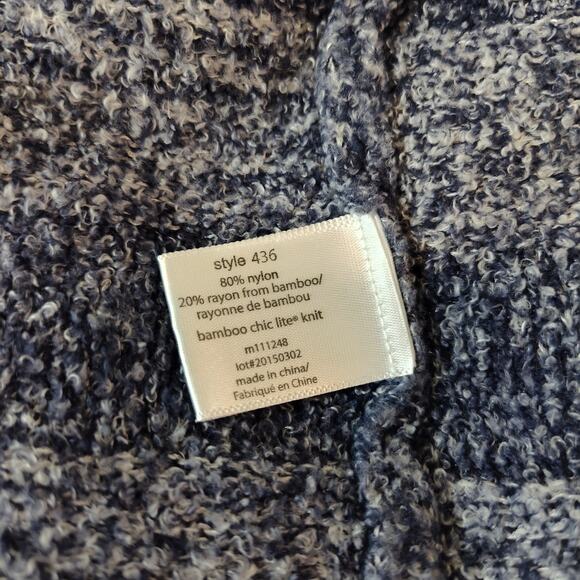 style 436
80% nylon
20% rayon from bamboo/
rayonne de bambou
bamboo chic lite® knit
m111248
lot#20150302
made in china/
Fabriqué en Chine